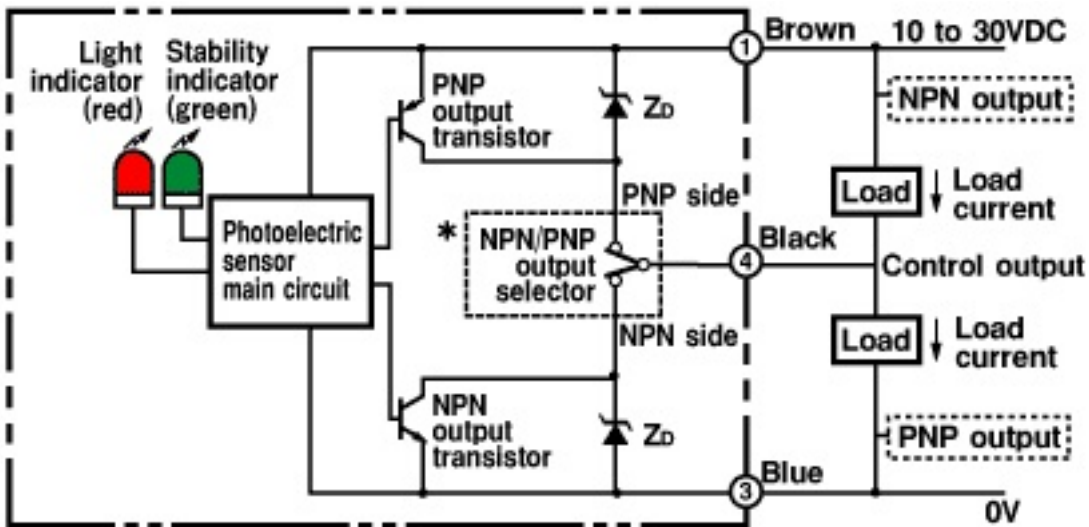 Light
indicator
(red)
Stability
indicator
(green)
PNP
output
transistor
ZD
1
Brown
10 to 30VDC
NPN output
Load
Load
current
PNP side
Photoelectric
sensor
main circuit
*
NPN/PNP
output
selector
4
Black
Control output
NPN side
Load
Load
current
NPN
output
transistor
ZD
PNP output
3
Blue
0V